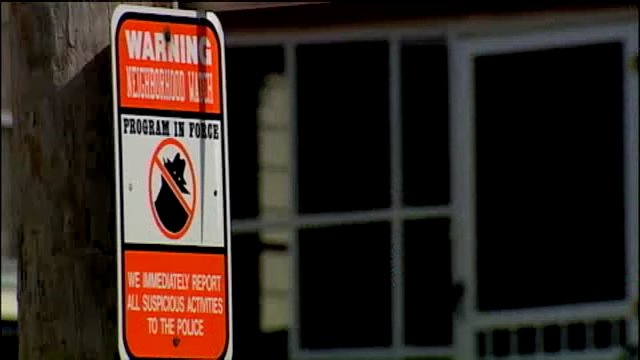 WARNING
NEIGHBORHOOD WATCH
PROGRAM IN FORCE
WE IMMEDIATELY REPORT
ALL SUSPICIOUS ACTIVITIES
TO THE POLICE